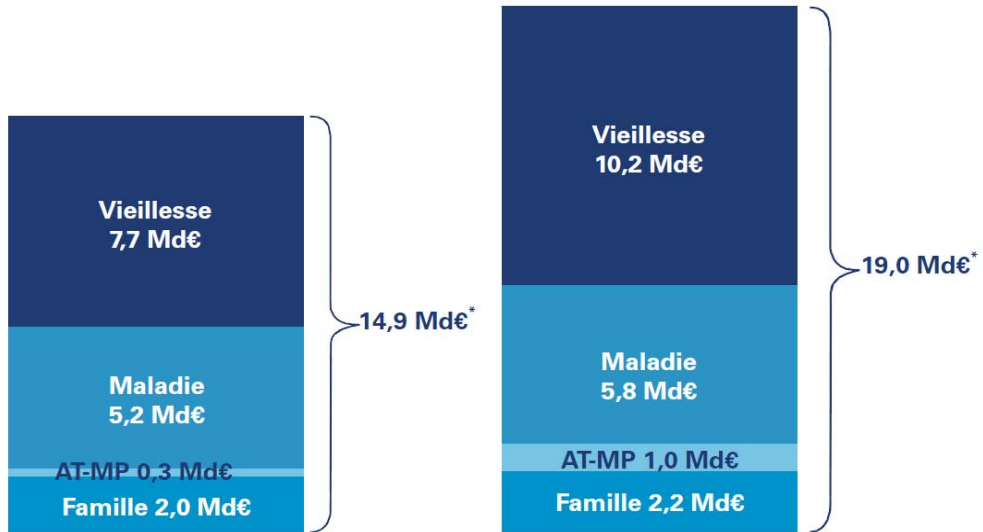 Vieillesse
7,7 Md€
Maladie
5,2 Md€
AT-MP 0,3 Md€
Famille 2,0 Md€
14,9 Md€*
Vieillesse
10,2 Md€
Maladie
5,8 Md€
AT-MP 1,0 Md€
Famille 2,2 Md€
19,0 Md€*